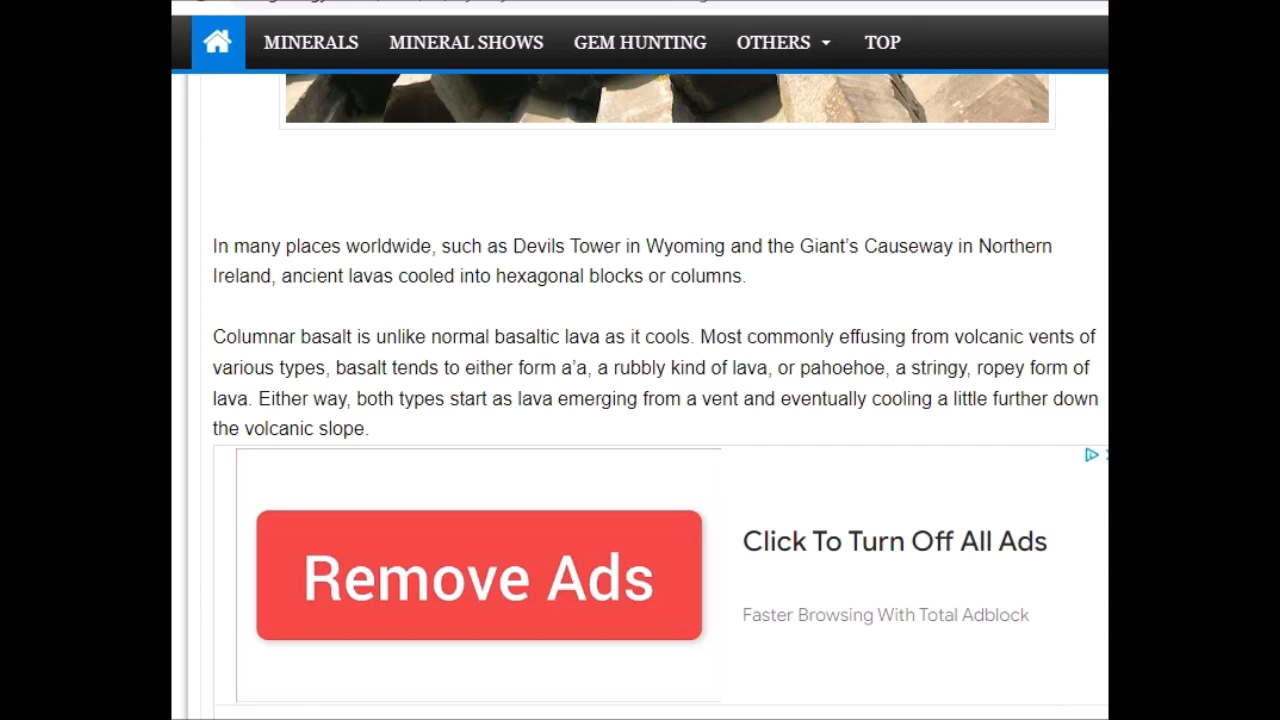 MINERALS MINERAL SHOWS GEM HUNTING OTHERS TOP
In many places worldwide, such as Devils Tower in Wyoming and the Giant’s Causeway in Northern
Ireland, ancient lavas cooled into hexagonal blocks or columns.
Columnar basalt is unlike normal basaltic lava as it cools. Most commonly effusing from volcanic vents of
various types, basalt tends to either form a’a, a rubbly kind of lava, or pahoehoe, a stringy, ropey form of
lava. Either way, both types start as lava emerging from a vent and eventually cooling a little further down
the volcanic slope.
Remove Ads
Click To Turn Off All Ads
Faster Browsing With Total Adblock